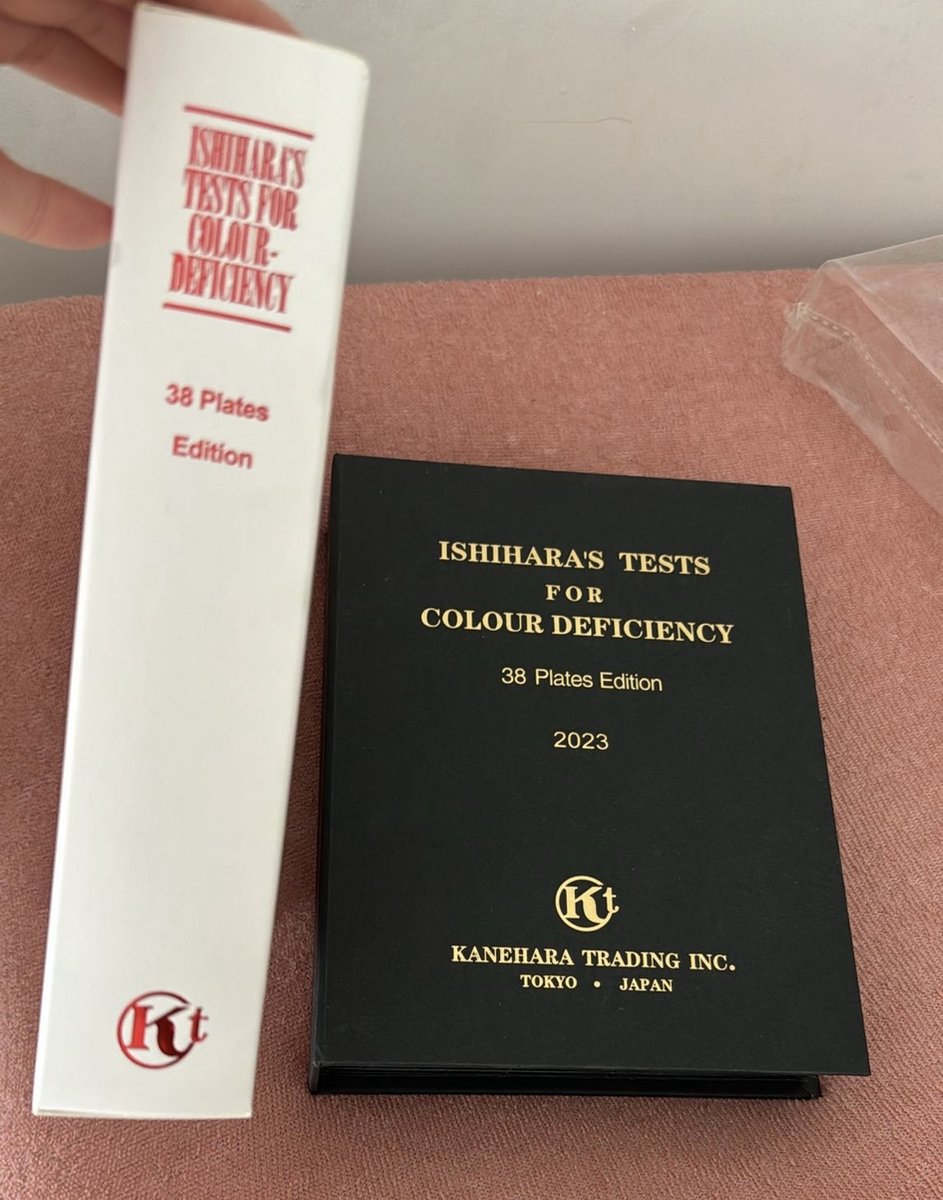 ISHIHARA'S
TESTS FOR
COLOUR-
DEFICIENCY
38 Plates
Edition
Kt
ISHIHARA'S TESTS
FOR
COLOUR DEFICIENCY
38 Plates Edition
2023
Kt
KANEHARA TRADING INC.
TOKYO • JAPAN